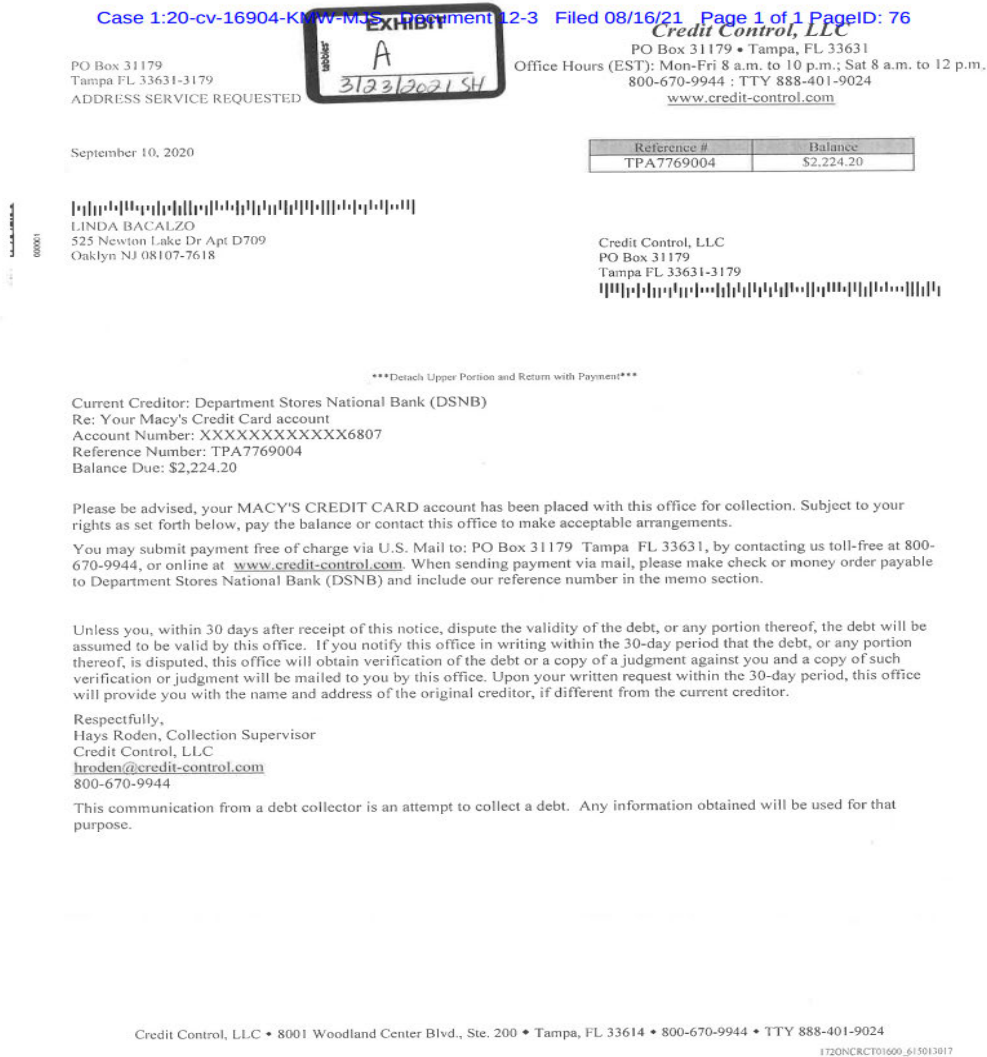 Case 1:20-cv-16904-KMW-MJS Document 12-3 Filed 08/16/21 Page 1 of 1 PageID: 76
EXHIBIT
tabbies'
A
3/23/2021 SH
PO Box 31179
Tampa FL 33631-3179
ADDRESS SERVICE REQUESTED
Credit Control, LLC
PO Box 31179 • Tampa, FL 33631
Office Hours (EST): Mon-Fri 8 a.m. to 10 p.m.; Sat 8 a.m. to 12 p.m.
800-670-9944 : TTY 888-401-9024
www.credit-control.com
September 10, 2020
Reference # Balance
TPA7769004 $2,224.20
000001
LINDA BACALZO
525 Newton Lake Dr Apt D709
Oaklyn NJ 08107-7618
Credit Control, LLC
PO Box 31179
Tampa FL 33631-3179
***Detach Upper Portion and Return with Payment***
Current Creditor: Department Stores National Bank (DSNB)
Re: Your Macy's Credit Card account
Account Number: XXXXXXXXXXXX6807
Reference Number: TPA7769004
Balance Due: $2,224.20
Please be advised, your MACY'S CREDIT CARD account has been placed with this office for collection. Subject to your
rights as set forth below, pay the balance or contact this office to make acceptable arrangements.
You may submit payment free of charge via U.S. Mail to: PO Box 31179 Tampa FL 33631, by contacting us toll-free at 800-
670-9944, or online at www.credit-control.com. When sending payment via mail, please make check or money order payable
to Department Stores National Bank (DSNB) and include our reference number in the memo section.
Unless you, within 30 days after receipt of this notice, dispute the validity of the debt, or any portion thereof, the debt will be
assumed to be valid by this office. If you notify this office in writing within the 30-day period that the debt, or any portion
thereof, is disputed, this office will obtain verification of the debt or a copy of a judgment against you and a copy of such
verification or judgment will be mailed to you by this office. Upon your written request within the 30-day period, this office
will provide you with the name and address of the original creditor, if different from the current creditor.
Respectfully,
Hays Roden, Collection Supervisor
Credit Control, LLC
hroden@credit-control.com
800-670-9944
This communication from a debt collector is an attempt to collect a debt. Any information obtained will be used for that
purpose.
Credit Control, LLC • 8001 Woodland Center Blvd., Ste. 200 • Tampa, FL 33614 • 800-670-9944 • TTY 888-401-9024
172ONCRCT01600_615013017